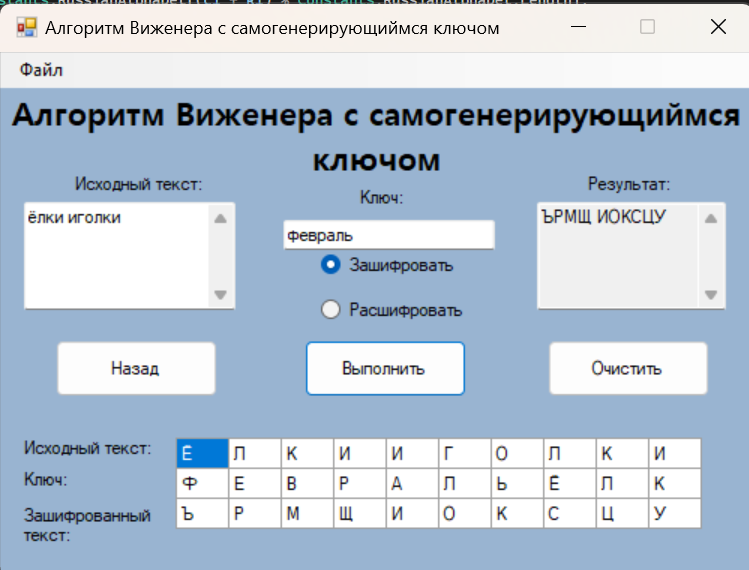 Алгоритм Виженера с самогенерирующиймся ключом
Файл
Алгоритм Виженера с самогенерирующиймся
ключом
Исходный текст:
Ключ:
Результат:
ёлки иголки
февраль
ЪРМЩ ИОКСЦУ
Зашифровать
Расшифровать
Назад
Выполнить
Очистить
Исходный текст: Ё Л К И И Г О Л К И
Ключ: Ф Е В Р А Л Ь Ё Л К
Зашифрованный Ъ Р М Щ И О К С Ц У
текст: